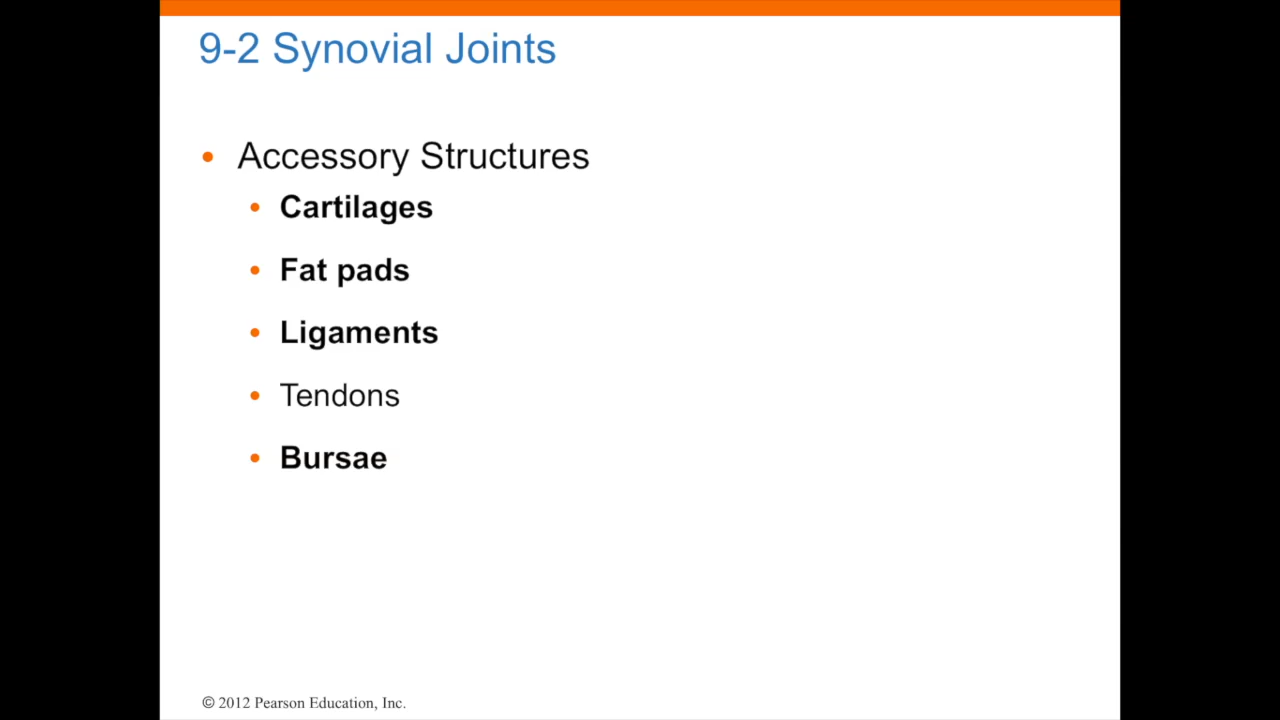 9-2 Synovial Joints
• Accessory Structures
• Cartilages
• Fat pads
• Ligaments
• Tendons
• Bursae
© 2012 Pearson Education, Inc.